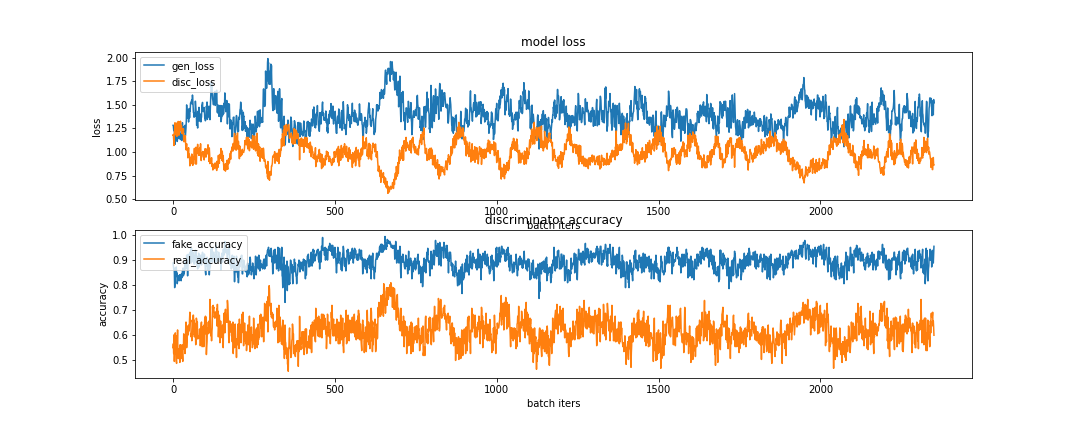 model loss
2.00
1.75
1.50
1.25
1.00
0.75
0.50
loss
gen_loss
disc_loss
0
500
1000
1500
2000
batch iters
discriminator accuracy
1.0
0.9
0.8
0.7
0.6
0.5
accuracy
fake_accuracy
real_accuracy
0
500
1000
1500
2000
batch iters